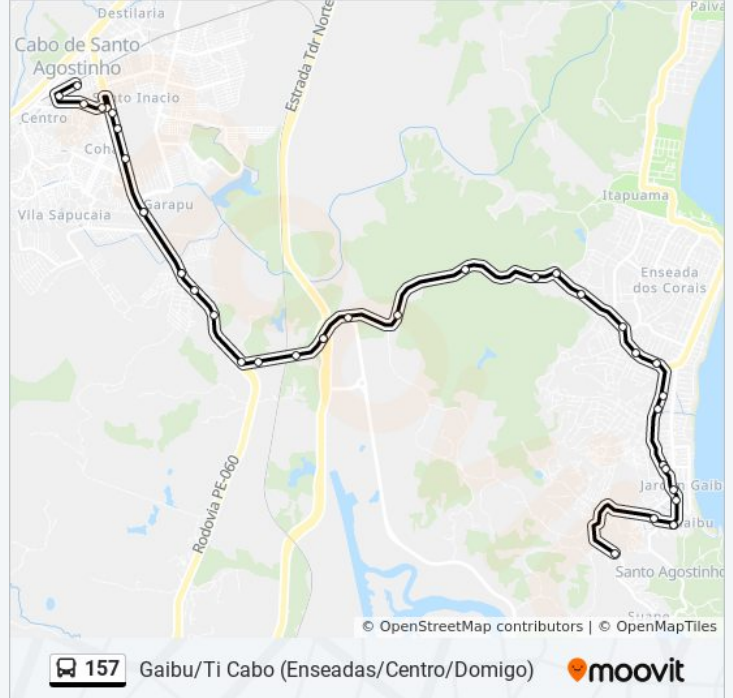 Destilaria
Paiva
Cabo de Santo
Agostinho
Estrada Tdr Norte
Santo Inacio
Centro
Coha
Garapu
Vila Sapucaia
Itapuama
Enseada
dos Corais
Rodovia PE-060
Jardim Gaib
Gaibu
Santo Agostinho
Suape
© OpenStreetMap contributors | © OpenMapTiles
157 Gaibu/Ti Cabo (Enseadas/Centro/Domigo)
moovit